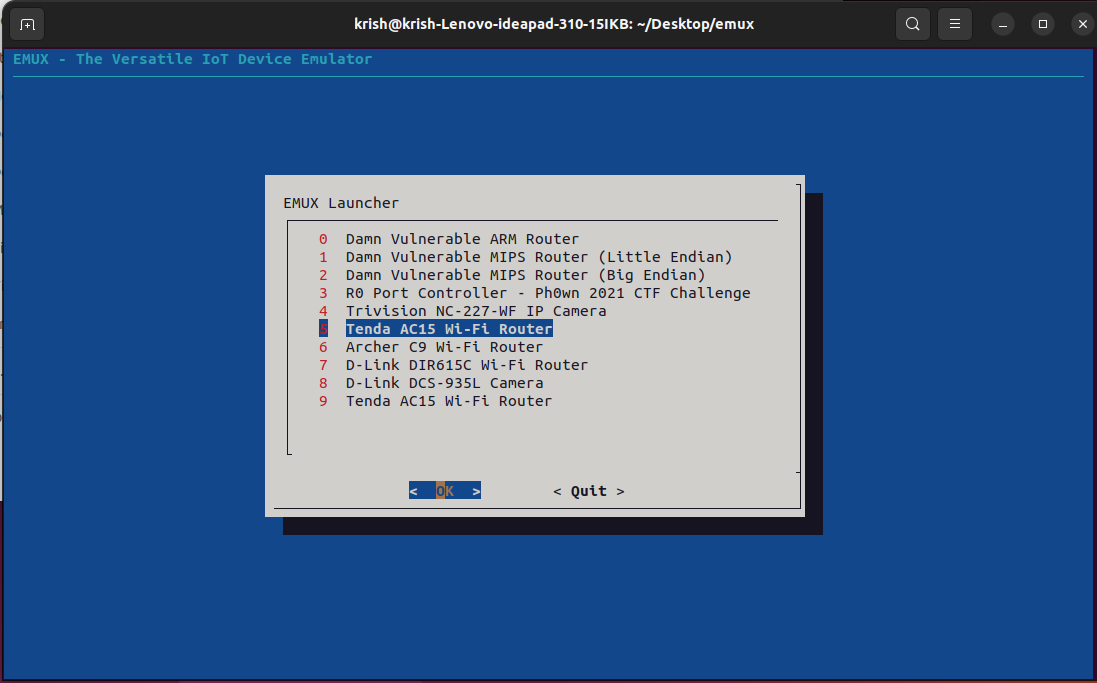 krish@krish-Lenovo-ideapad-310-15IKB: ~/Desktop/emux
EMUX - The Versatile IoT Device Emulator
EMUX Launcher
0 Damn Vulnerable ARM Router
1 Damn Vulnerable MIPS Router (Little Endian)
2 Damn Vulnerable MIPS Router (Big Endian)
3 R0 Port Controller - Ph0wn 2021 CTF Challenge
4 Trivision NC-227-WF IP Camera
5 Tenda AC15 Wi-Fi Router
6 Archer C9 Wi-Fi Router
7 D-Link DIR615C Wi-Fi Router
8 D-Link DCS-935L Camera
9 Tenda AC15 Wi-Fi Router
< OK > < Quit >